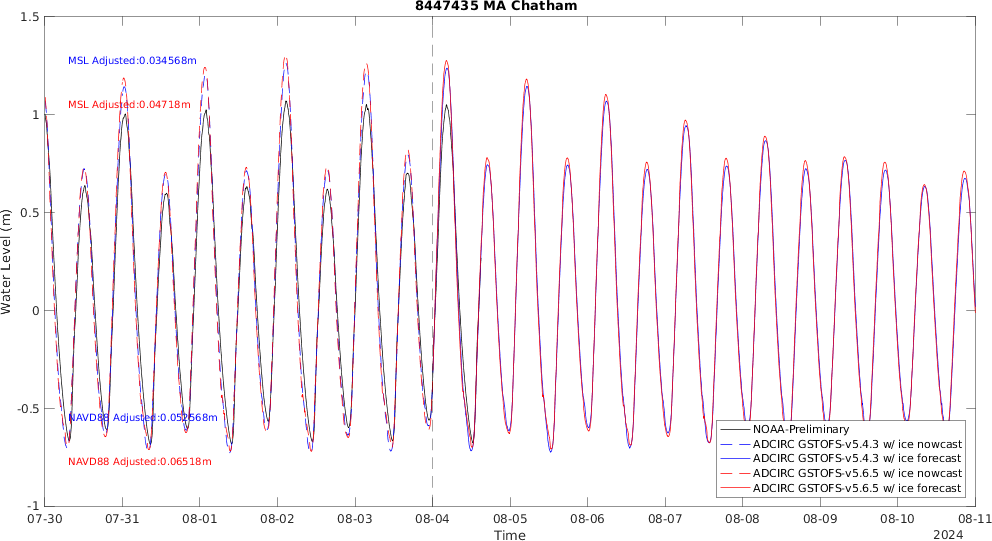 8447435 MA Chatham
1.5
MSL Adjusted:0.034568m
MSL Adjusted:0.04718m
1
0.5
Water Level (m)
0
-0.5
NAVD88 Adjusted:0.052568m
NAVD88 Adjusted:0.06518m
-1
NOAA-Preliminary
ADCIRC GSTOFS-v5.4.3 w/ ice nowcast
ADCIRC GSTOFS-v5.4.3 w/ ice forecast
ADCIRC GSTOFS-v5.6.5 w/ ice nowcast
ADCIRC GSTOFS-v5.6.5 w/ ice forecast
07-30 07-31 08-01 08-02 08-03 08-04 08-05 08-06 08-07 08-08 08-09 08-10 08-11
Time
2024